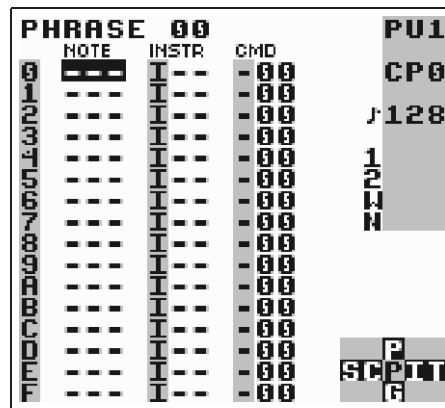 PHRASE 00 PU1
NOTE INSTR CMD
0 --- I-- -00 CP0
1 --- I-- -00
2 --- I-- -00 ♪128
3 --- I-- -00
4 --- I-- -00 1
5 --- I-- -00 2
6 --- I-- -00 W
7 --- I-- -00 N
8 --- I-- -00
9 --- I-- -00
A --- I-- -00
B --- I-- -00
C --- I-- -00
D --- I-- -00 P
E --- I-- -00 SCPIT
F --- I-- -00 G